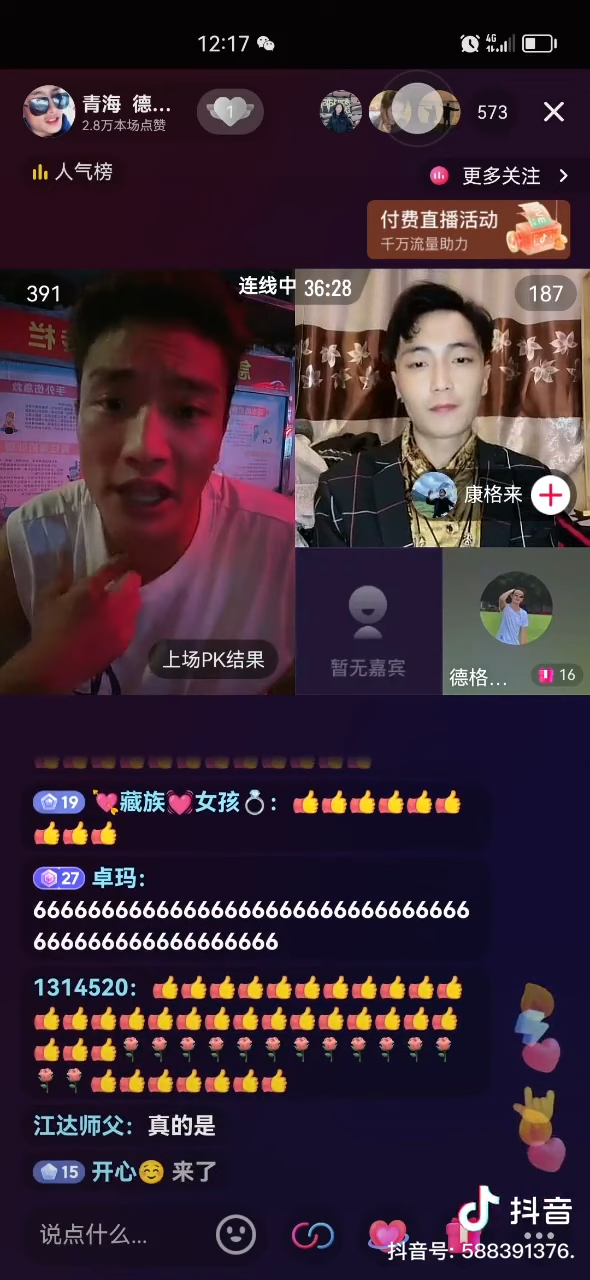 12:17
4G
青海 德...
2.8万本场点赞
1
573
人气榜
更多关注
付费直播活动
千万流量助力
391
连线中 36:28
187
康格来
上场PK结果
暂无嘉宾
德格...
16
19 💘藏族💓女孩💍: 👍👍👍👍👍👍
👍👍👍
27 卓玛:
6666666666666666666666666666666
666666666666666666
1314520: 👍👍👍👍👍👍👍👍👍👍👍
👍👍👍👍👍👍👍👍👍👍👍👍👍👍👍
👍👍👍🌹🌹🌹🌹🌹🌹🌹🌹🌹🌹🌹🌹
🌹🌹👍👍👍👍👍👍👍
江达师父: 真的是
15 开心☺️ 来了
说点什么...
抖音
抖音号: 588391376.